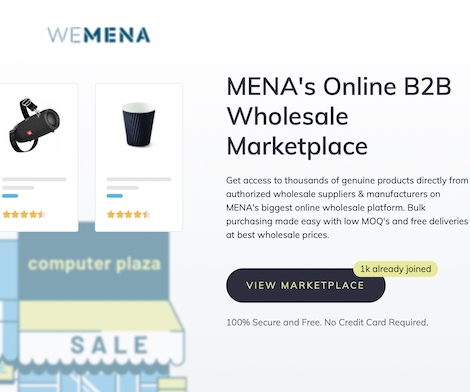 WEMENA
MENA's Online B2B
Wholesale
Marketplace
Get access to thousands of genuine products directly from
authorized wholesale suppliers & manufacturers on
MENA's biggest online wholesale platform. Bulk
purchasing made easy with low MOQ's and free deliveries
at best wholesale prices.
1k already joined
VIEW MARKETPLACE
100% Secure and Free. No Credit Card Required.
computer plaza
SALE